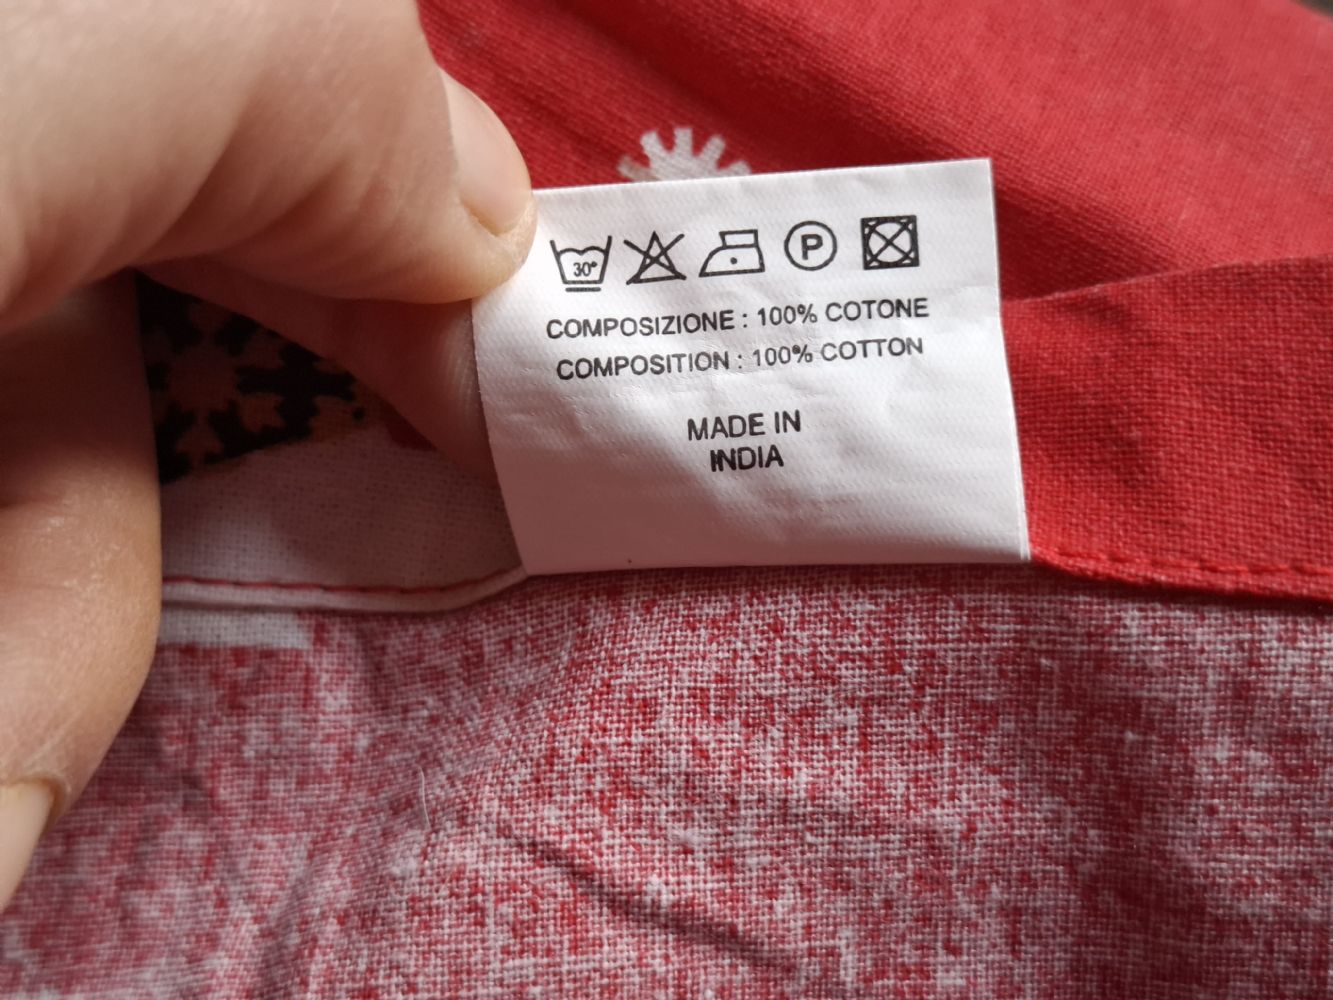 30° P
COMPOSIZIONE : 100% COTONE
COMPOSITION : 100% COTTON
MADE IN
INDIA